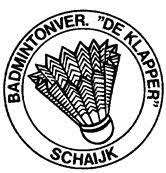 BADMINTONVER. "DE KLAPPER"
SCHAIJK